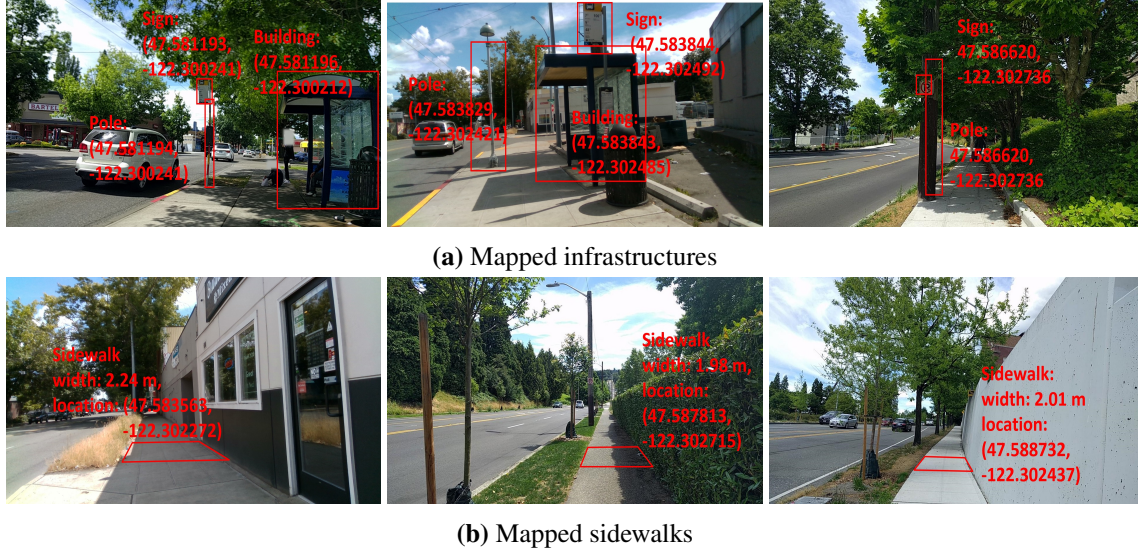 Sign:
(47.581193,
-122.300241)
Building:
(47.581196,
-122.300212)
BARTEL
Pole:
(47.581194,
-122.300241)
Sign:
(47.583844,
-122.302492)
Pole:
(47.583829,
-122.302421)
Building:
(47.583843,
-122.302485)
Sign:
47.586620,
-122.302736
Pole:
47.586620,
-122.302736
(a) Mapped infrastructures
Sidewalk
width: 2.24 m,
location: (47.583563,
-122.302272)
Sidewalk
width: 1.98 m,
location:
(47.587813,
-122.302715)
Sidewalk:
width: 2.01 m
location:
(47.588732,
-122.302437)
(b) Mapped sidewalks